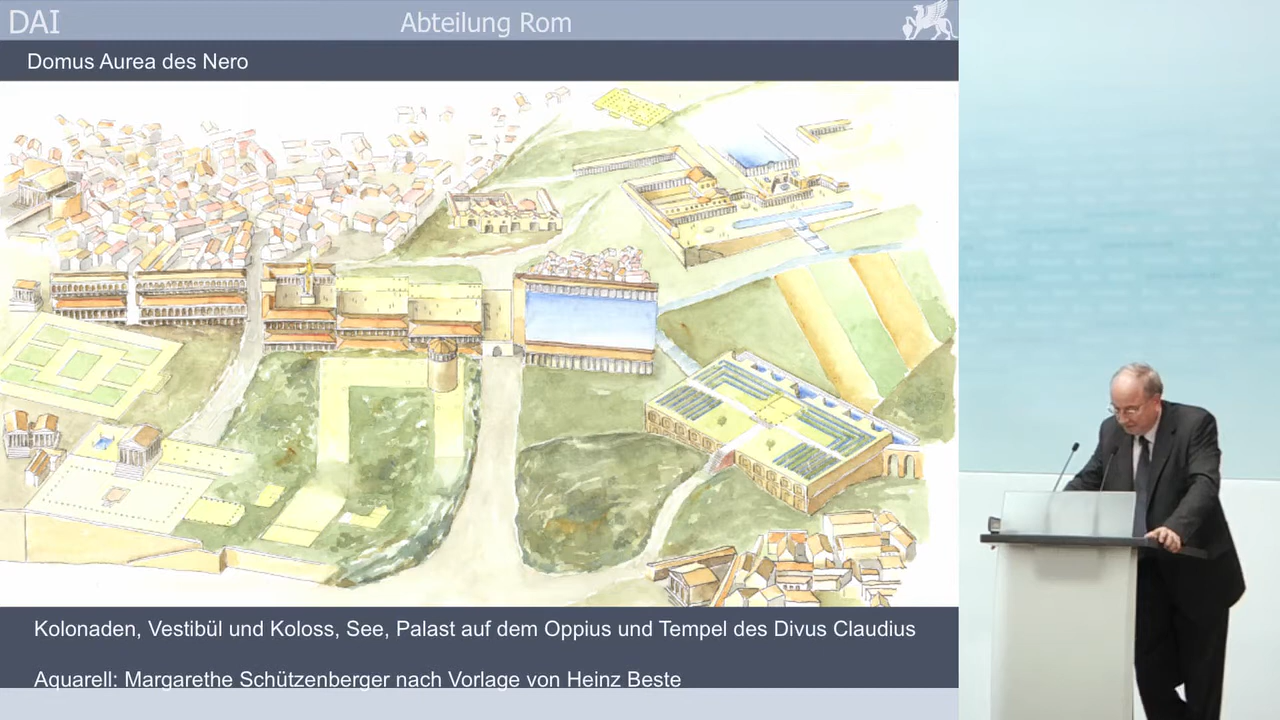 DAI
Abteilung Rom
Domus Aurea des Nero
Kolonaden, Vestibül und Koloss, See, Palast auf dem Oppius und Tempel des Divus Claudius
Aquarell: Margarethe Schützenberger nach Vorlage von Heinz Beste